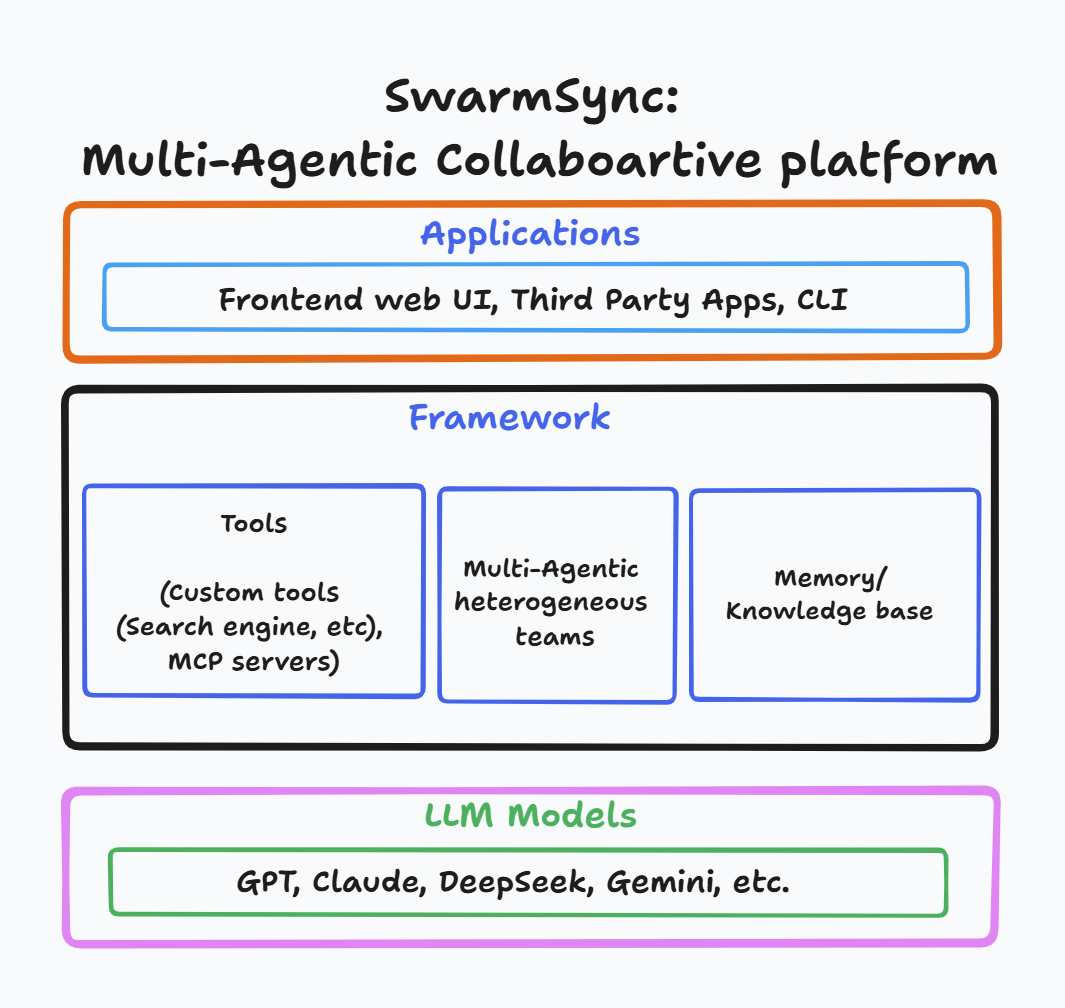 SwarmSync:
Multi-Agentic Collaboartive platform
Applications
Frontend web UI, Third Party Apps, CLI
Framework
Tools
(Custom tools
(Search engine, etc),
MCP servers)
Multi-Agentic
heterogeneous
teams
Memory/
Knowledge base
LLM Models
GPT, Claude, DeepSeek, Gemini, etc.